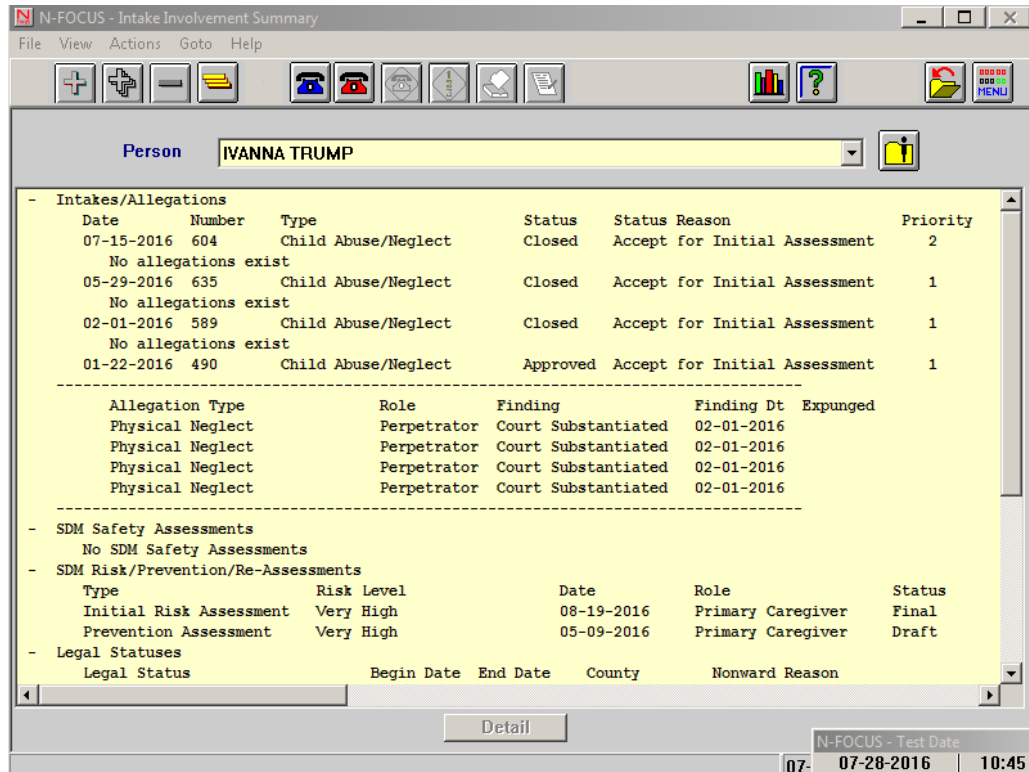 N-FOCUS - Intake Involvement Summary
File View Actions Goto Help
MENU
Person IVANNA TRUMP
- Intakes/Allegations
Date Number Type Status Status Reason Priority
07-15-2016 604 Child Abuse/Neglect Closed Accept for Initial Assessment 2
No allegations exist
05-29-2016 635 Child Abuse/Neglect Closed Accept for Initial Assessment 1
No allegations exist
02-01-2016 589 Child Abuse/Neglect Closed Accept for Initial Assessment 1
No allegations exist
01-22-2016 490 Child Abuse/Neglect Approved Accept for Initial Assessment 1
Allegation Type Role Finding Finding Dt Expunged
Physical Neglect Perpetrator Court Substantiated 02-01-2016
Physical Neglect Perpetrator Court Substantiated 02-01-2016
Physical Neglect Perpetrator Court Substantiated 02-01-2016
Physical Neglect Perpetrator Court Substantiated 02-01-2016
- SDM Safety Assessments
No SDM Safety Assessments
- SDM Risk/Prevention/Re-Assessments
Type Risk Level Date Role Status
Initial Risk Assessment Very High 08-19-2016 Primary Caregiver Final
Prevention Assessment Very High 05-09-2016 Primary Caregiver Draft
- Legal Statuses
Legal Status Begin Date End Date County Nonward Reason
Detail
N-FOCUS - Test Date
07- 07-28-2016 10:45